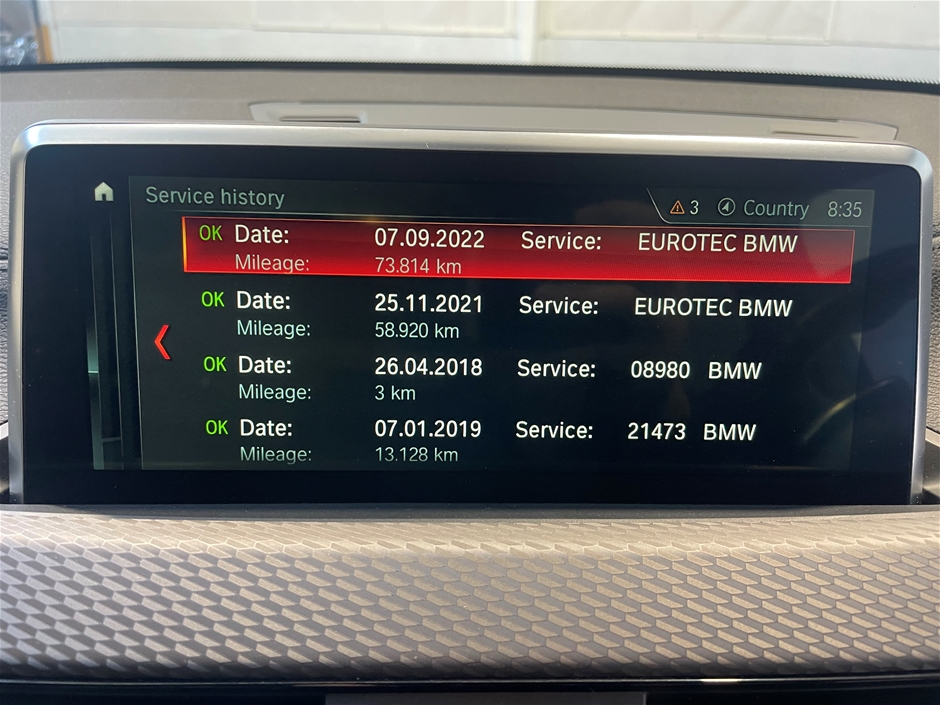 Service history
3 Country 8:35
OK Date: 07.09.2022 Service: EUROTEC BMW
Mileage: 73.814 km
OK Date: 25.11.2021 Service: EUROTEC BMW
Mileage: 58.920 km
OK Date: 26.04.2018 Service: 08980 BMW
Mileage: 3 km
OK Date: 07.01.2019 Service: 21473 BMW
Mileage: 13.128 km